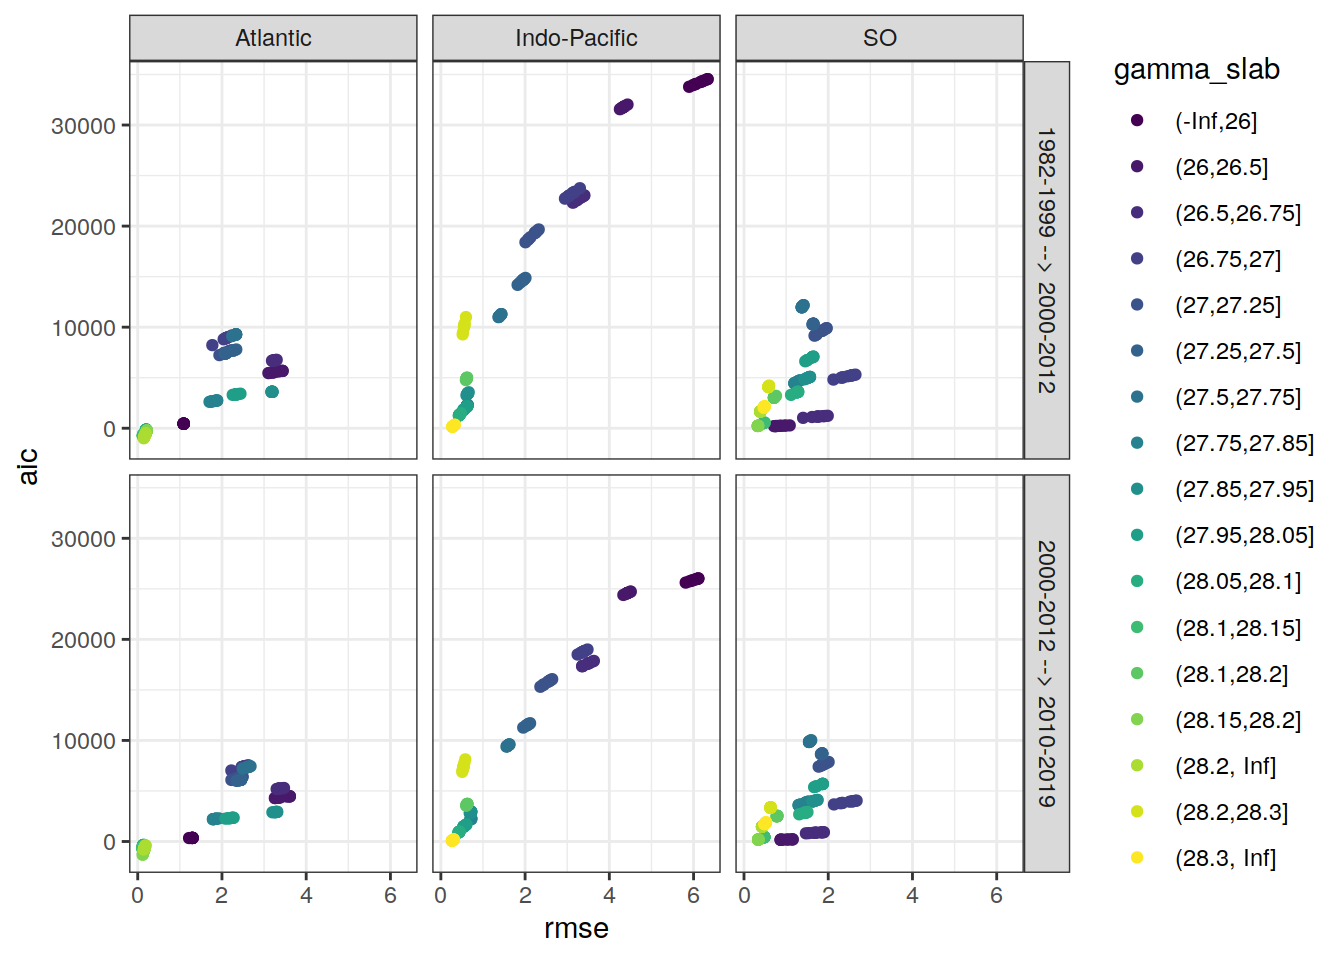 Atlantic
Indo-Pacific
SO
gamma_slab
(-Inf,26]
(26,26.5]
(26.5,26.75]
(26.75,27]
(27,27.25]
(27.25,27.5]
(27.5,27.75]
(27.75,27.85]
(27.85,27.95]
(27.95,28.05]
(28.05,28.1]
(28.1,28.15]
(28.1,28.2]
(28.15,28.2]
(28.2, Inf]
(28.2,28.3]
(28.3, Inf]
1982-1999 --> 2000-2012
2000-2012 --> 2010-2019
30000
20000
10000
0
30000
20000
10000
0
aic
0 2 4 6
0 2 4 6
0 2 4 6
rmse